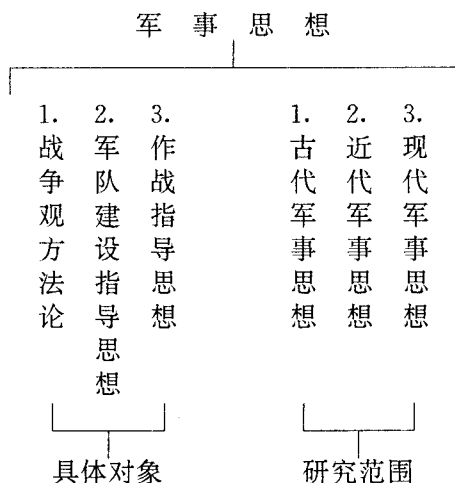 军事思想
1. 战争观方法论
2. 军队建设指导思想
3. 作战指导思想
1. 古代军事思想
2. 近代军事思想
3. 现代军事思想
具体对象
研究范围